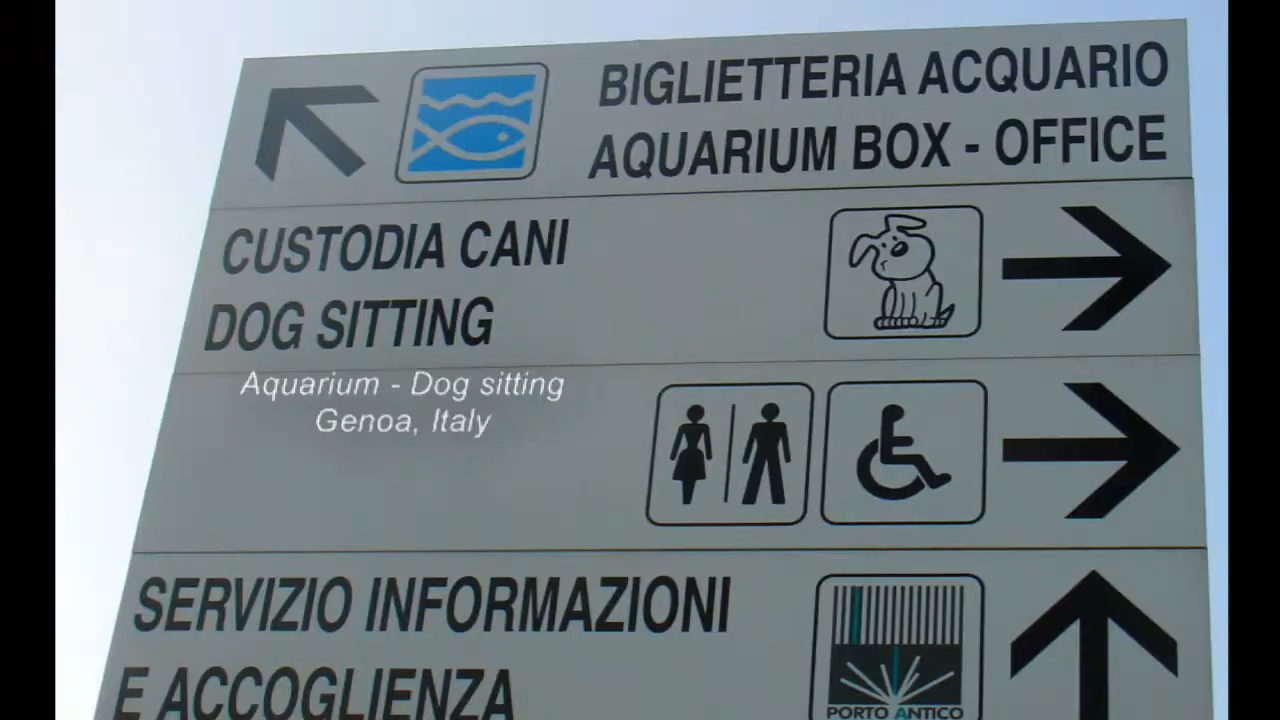 BIGLIETTERIA ACQUARIO
AQUARIUM BOX - OFFICE
CUSTODIA CANI
DOG SITTING
Aquarium - Dog sitting
Genoa, Italy
SERVIZIO INFORMAZIONI
E ACCOGLIENZA
PORTO ANTICO